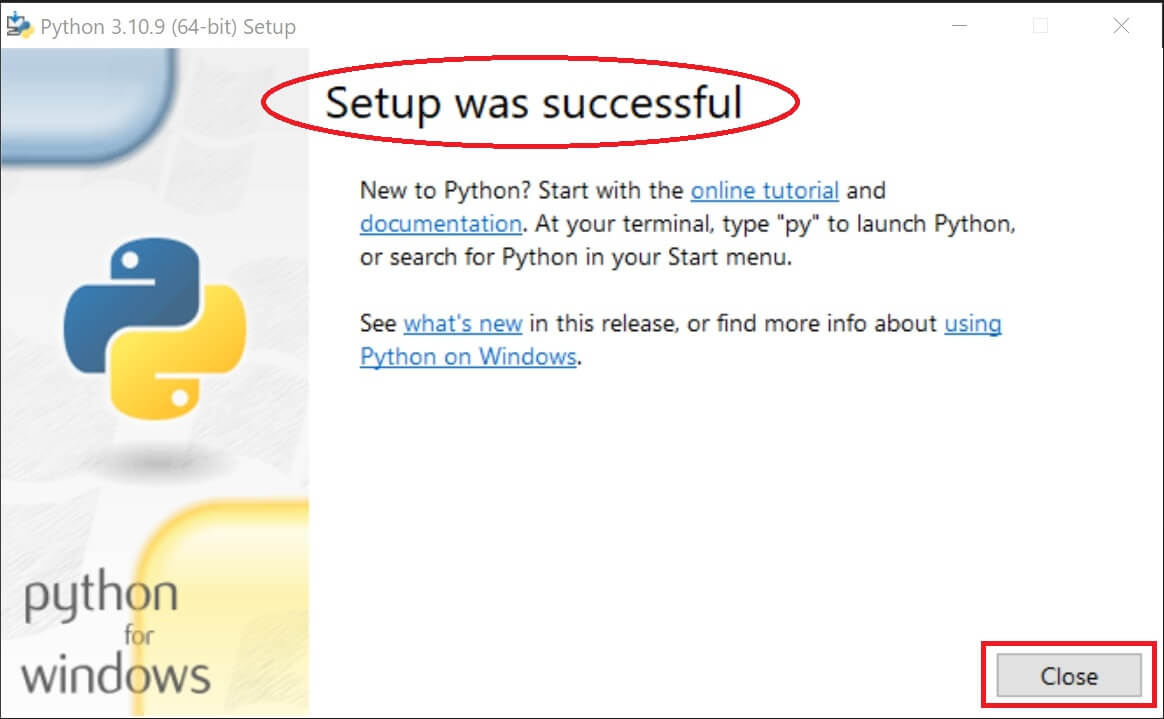 Python 3.10.9 (64-bit) Setup
Setup was successful
New to Python? Start with the online tutorial and
documentation. At your terminal, type "py" to launch Python,
or search for Python in your Start menu.
See what's new in this release, or find more info about using
Python on Windows.
python
for
windows
Close